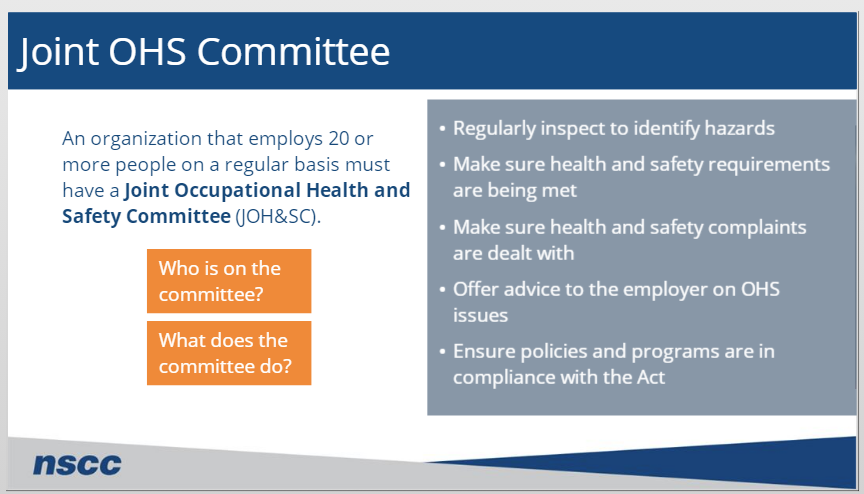 Joint OHS Committee
An organization that employs 20 or
more people on a regular basis must
have a Joint Occupational Health and
Safety Committee (JOH&SC).
Who is on the
committee?
What does the
committee do?
• Regularly inspect to identify hazards
• Make sure health and safety requirements
are being met
• Make sure health and safety complaints
are dealt with
• Offer advice to the employer on OHS
issues
• Ensure policies and programs are in
compliance with the Act
nscc